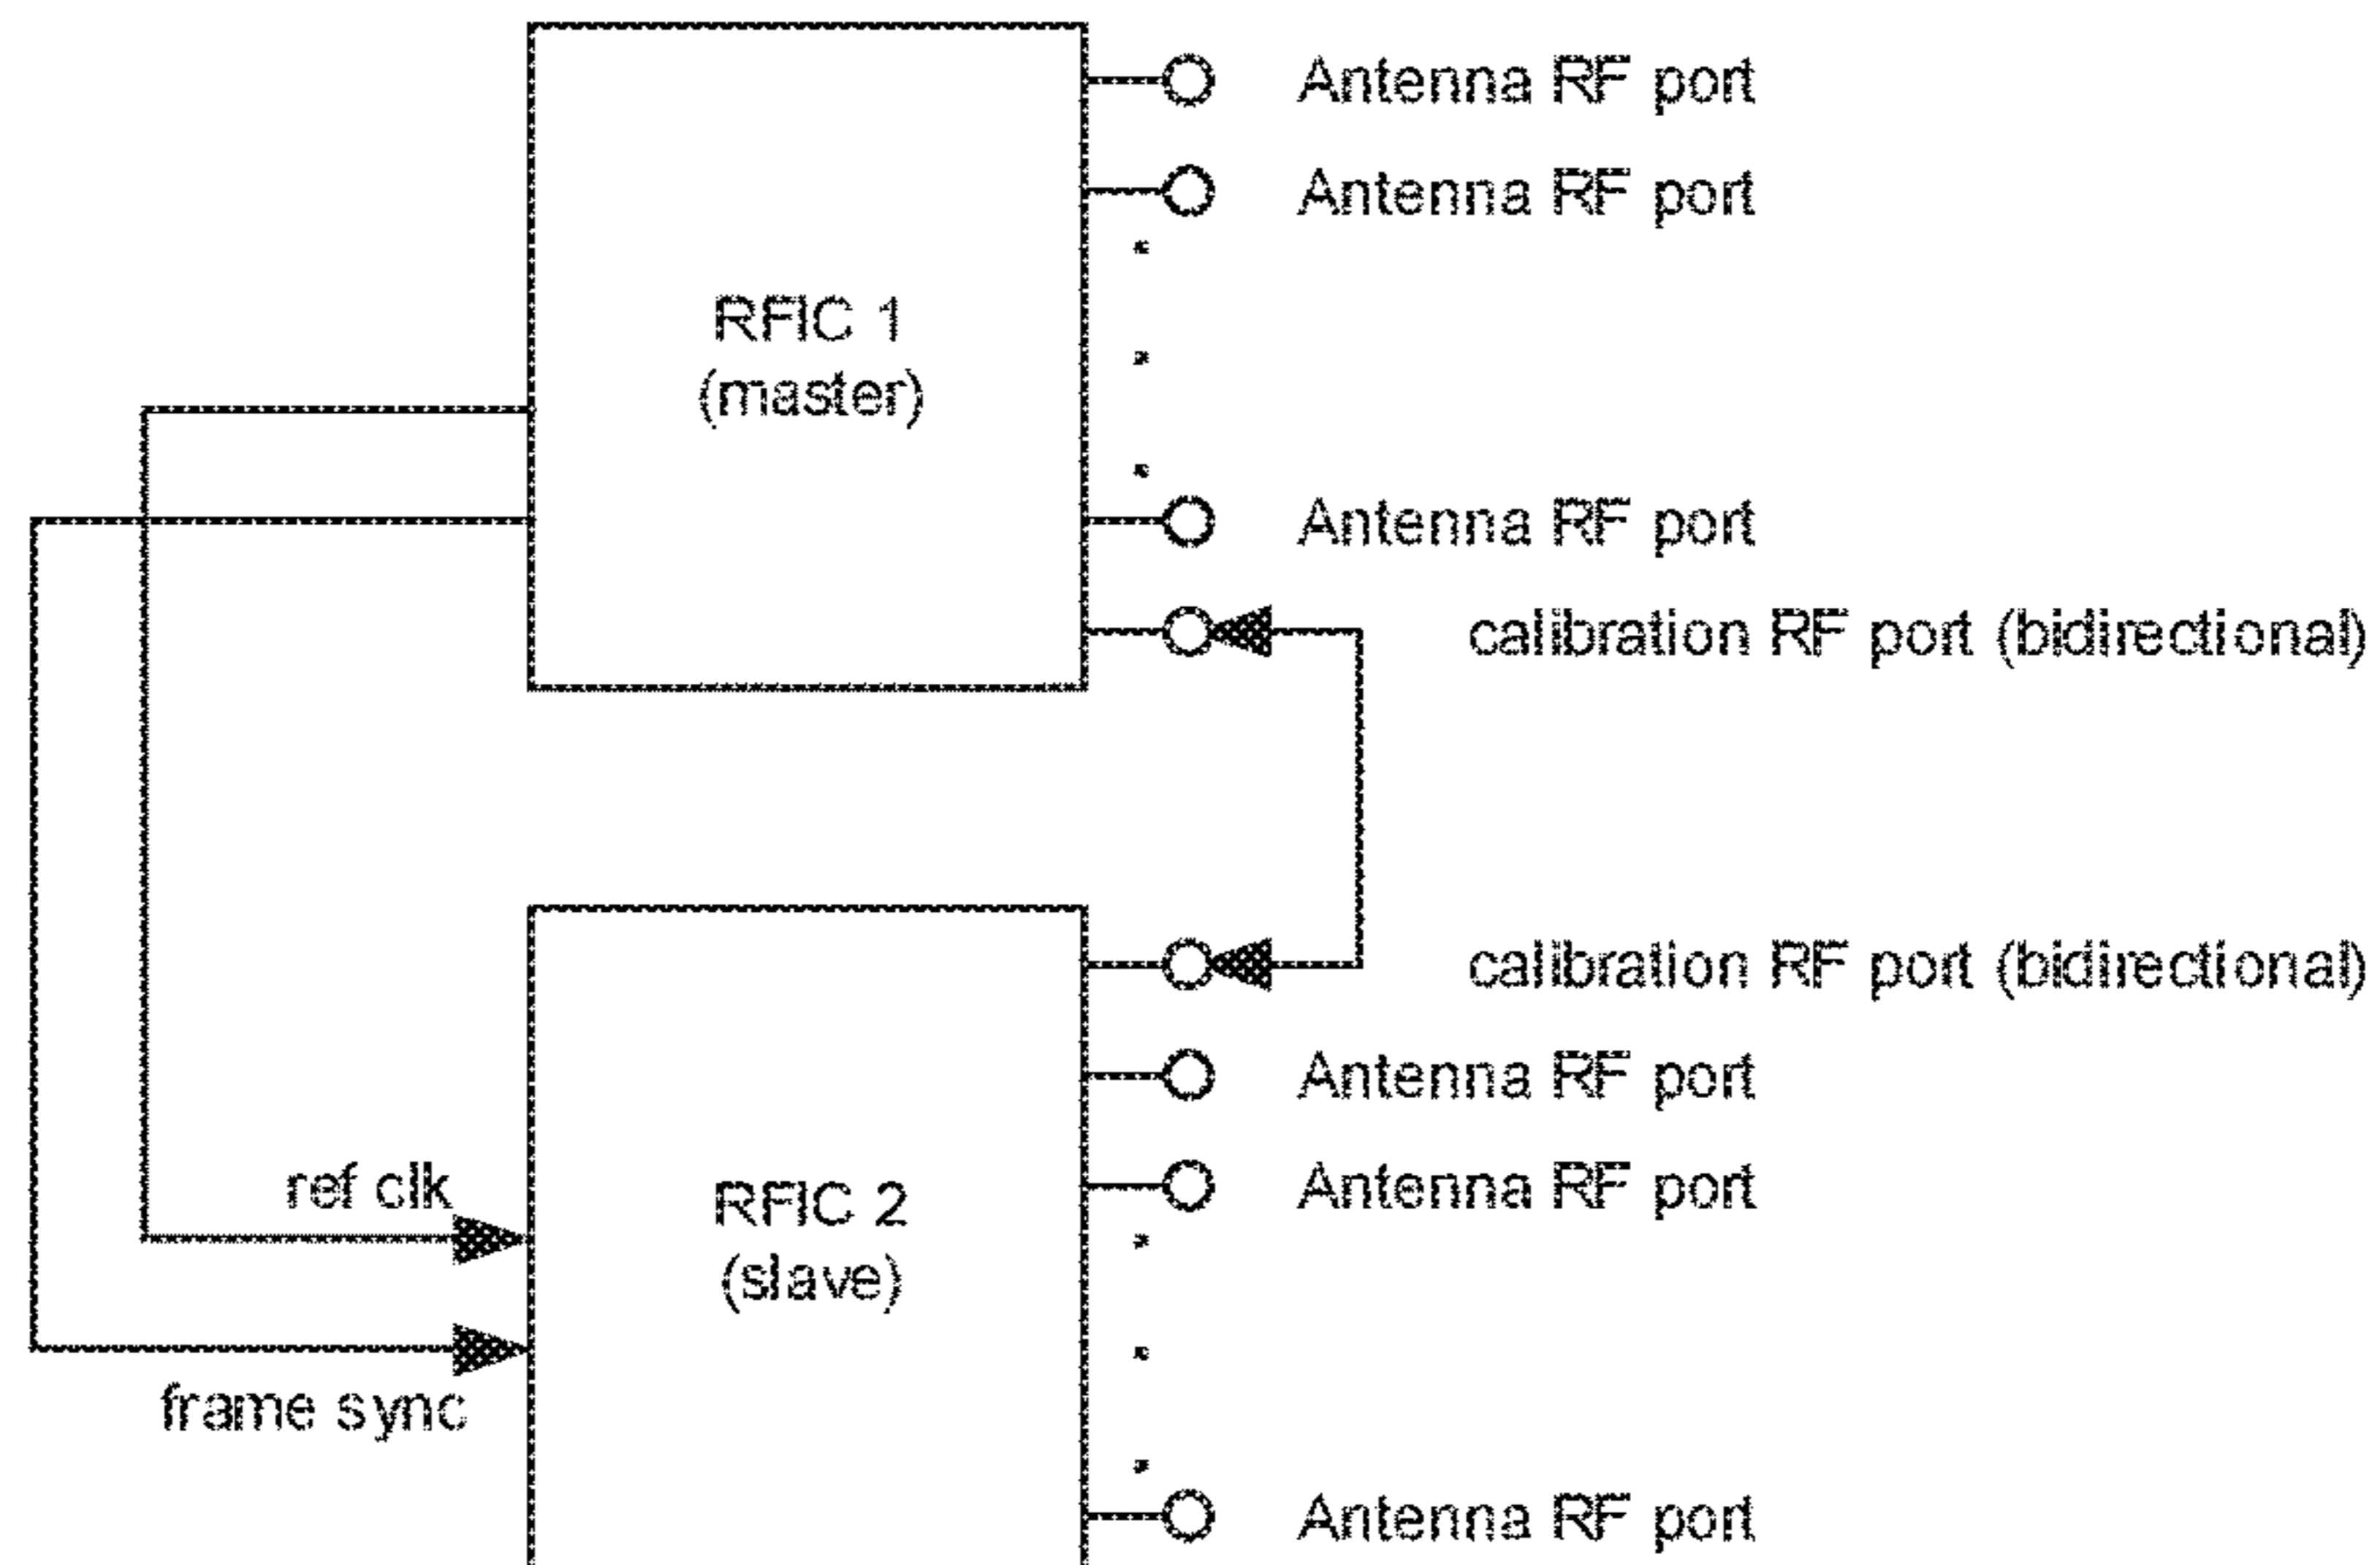 Antenna RF port
Antenna RF port
RFIC 1
(master)
Antenna RF port
calibration RF port (bidirectional)
calibration RF port (bidirectional)
Antenna RF port
ref clk
RFIC 2
(slave)
Antenna RF port
frame sync
Antenna RF port